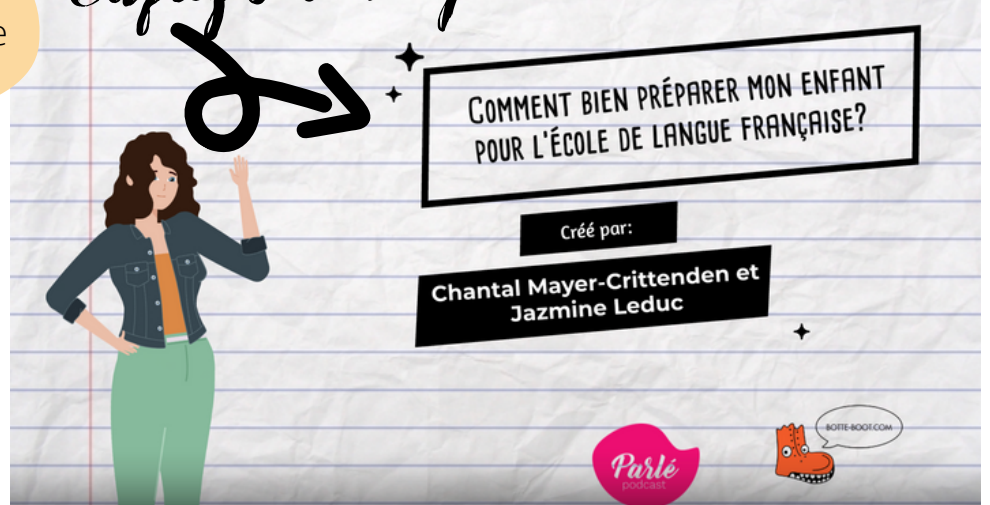 COMMENT BIEN PRÉPARER MON ENFANT
POUR L'ÉCOLE DE LANGUE FRANÇAISE?
Créé par:
Chantal Mayer-Crittenden et
Jazmine Leduc
BOTTE-BOOT.COM
Parlé
podcast